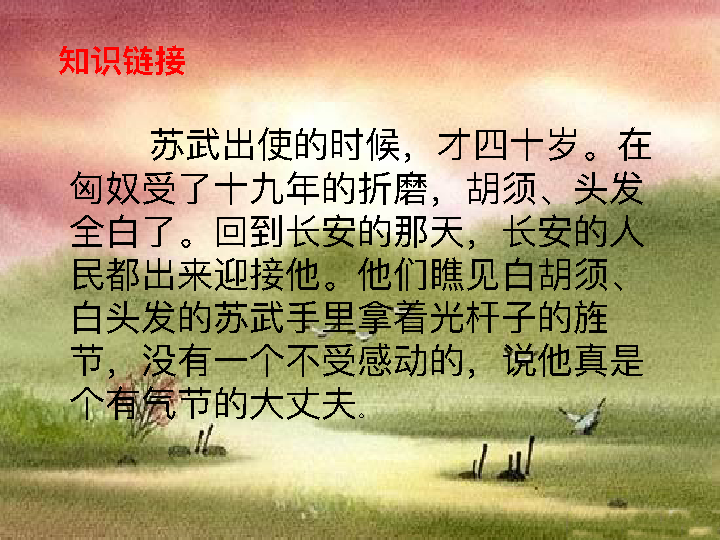 知识链接
苏武出使的时候，才四十岁。在
匈奴受了十九年的折磨，胡须、头发
全白了。回到长安的那天，长安的人
民都出来迎接他。他们瞧见白胡须、
白头发的苏武手里拿着光杆子的旌
节，没有一个不受感动的，说他真是
个有气节的大丈夫。